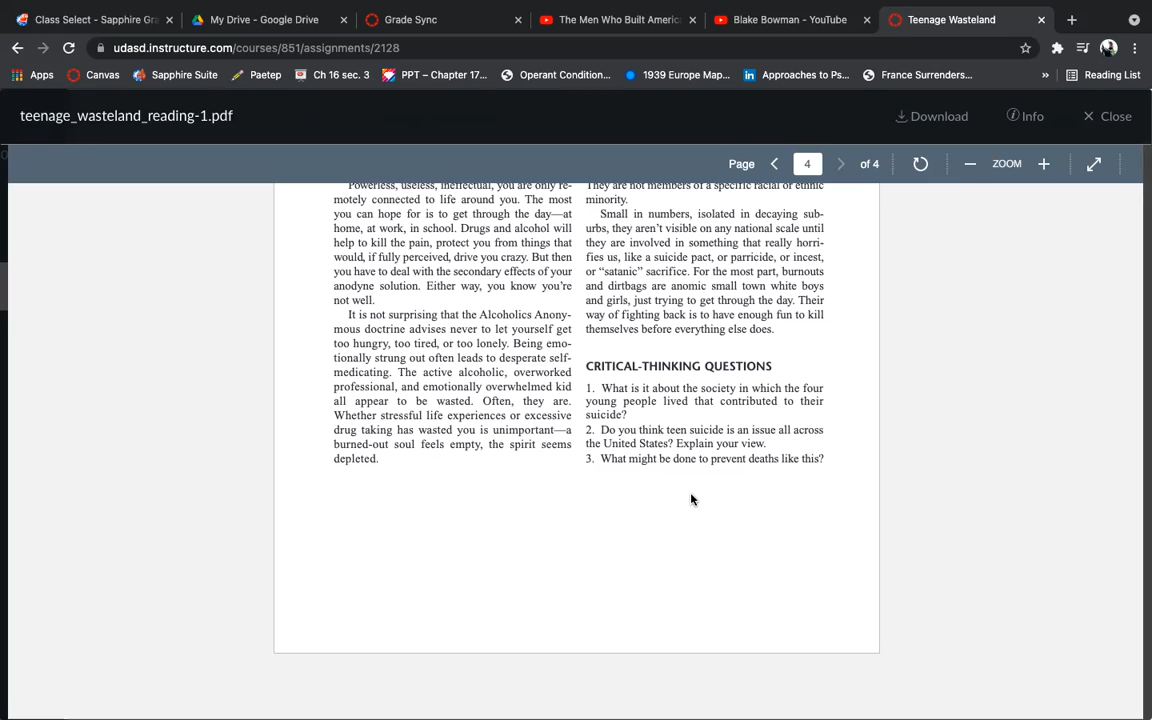 Class Select - Sapphire Gra
My Drive - Google Drive
Grade Sync
The Men Who Built Americ
Blake Bowman - YouTube
Teenage Wasteland
udasd.instructure.com/courses/851/assignments/2128
Apps
Canvas
Sapphire Suite
Paetep
Ch 16 sec. 3
PPT – Chapter 17...
Operant Condition...
1939 Europe Map...
Approaches to Ps...
France Surrenders...
»
Reading List
teenage_wasteland_reading-1.pdf
Download
Info
Close
Page
4
of 4
ZOOM
Powerless, useless, ineffectual, you are only re-
motely connected to life around you. The most
you can hope for is to get through the day—at
home, at work, in school. Drugs and alcohol will
help to kill the pain, protect you from things that
would, if fully perceived, drive you crazy. But then
you have to deal with the secondary effects of your
anodyne solution. Either way, you know you're
not well.
It is not surprising that the Alcoholics Anony-
mous doctrine advises never to let yourself get
too hungry, too tired, or too lonely. Being emo-
tionally strung out often leads to desperate self-
medicating. The active alcoholic, overworked
professional, and emotionally overwhelmed kid
all appear to be wasted. Often, they are.
Whether stressful life experiences or excessive
drug taking has wasted you is unimportant—a
burned-out soul feels empty, the spirit seems
depleted.
They are not members of a specific racial or ethnic
minority.
Small in numbers, isolated in decaying sub-
urbs, they aren't visible on any national scale until
they are involved in something that really horri-
fies us, like a suicide pact, or parricide, or incest,
or “satanic” sacrifice. For the most part, burnouts
and dirtbags are anomic small town white boys
and girls, just trying to get through the day. Their
way of fighting back is to have enough fun to kill
themselves before everything else does.
CRITICAL-THINKING QUESTIONS
1. What is it about the society in which the four
young people lived that contributed to their
suicide?
2. Do you think teen suicide is an issue all across
the United States? Explain your view.
3. What might be done to prevent deaths like this?